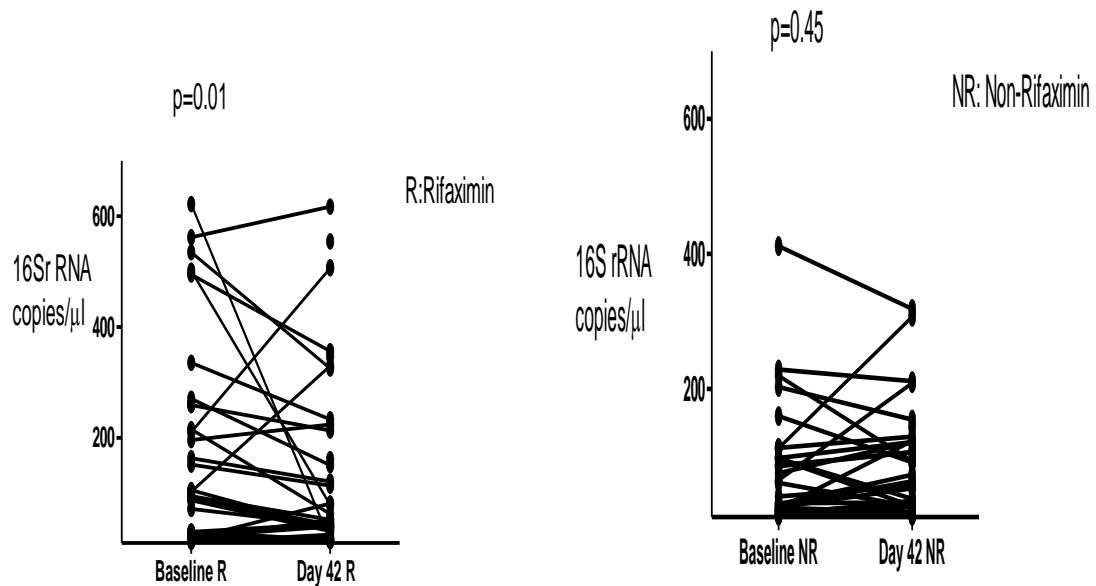 p=0.01
R:Rifaximin
16Sr RNA
copies/µl
600
400
200
Baseline R
Day 42 R
p=0.45
NR: Non-Rifaximin
16S rRNA
copies/µl
600
400
200
Baseline NR
Day 42 NR